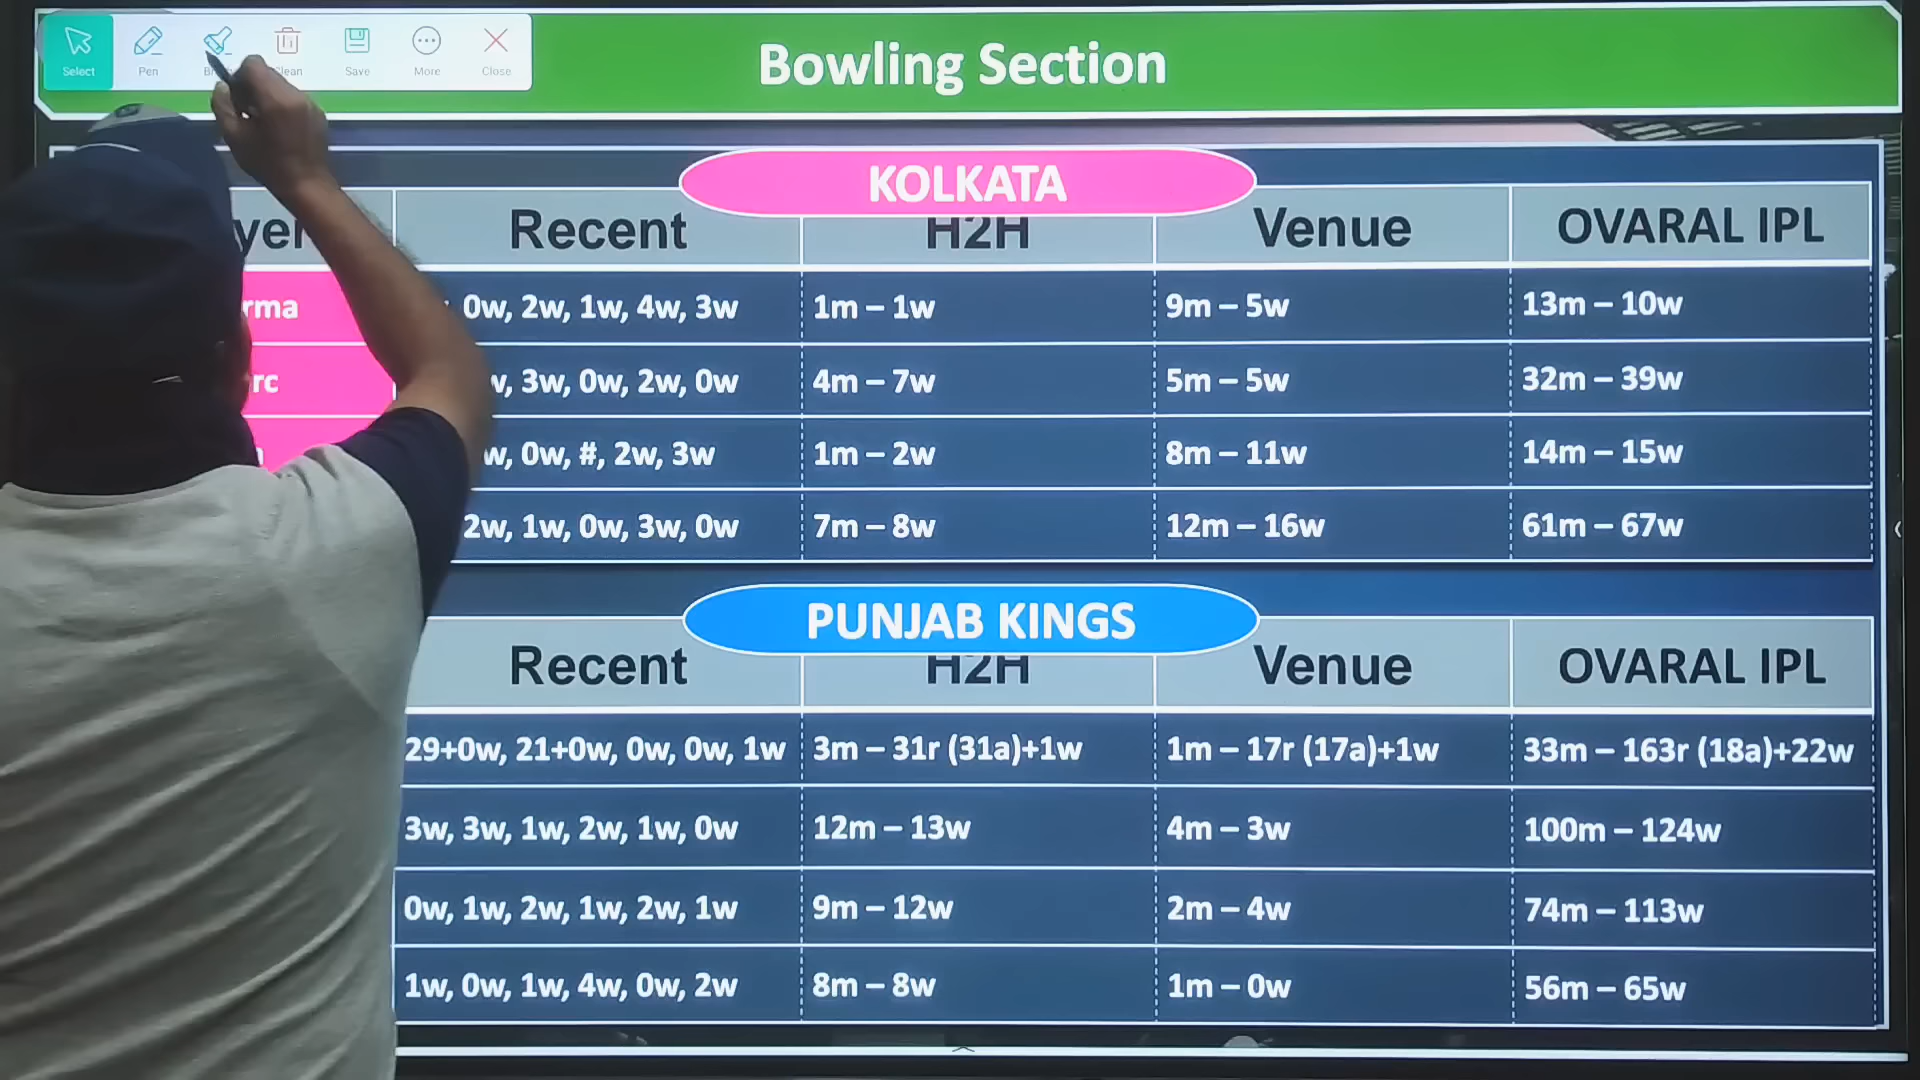 Select Pen Clean Save More Close
Bowling Section
KOLKATA
Recent H2H Venue OVARAL IPL
0w, 2w, 1w, 4w, 3w 1m – 1w 9m – 5w 13m – 10w
3w, 0w, 2w, 0w 4m – 7w 5m – 5w 32m – 39w
0w, #, 2w, 3w 1m – 2w 8m – 11w 14m – 15w
2w, 1w, 0w, 3w, 0w 7m – 8w 12m – 16w 61m – 67w
PUNJAB KINGS
Recent H2H Venue OVARAL IPL
29+0w, 21+0w, 0w, 0w, 1w 3m – 31r (31a)+1w 1m – 17r (17a)+1w 33m – 163r (18a)+22w
3w, 3w, 1w, 2w, 1w, 0w 12m – 13w 4m – 3w 100m – 124w
0w, 1w, 2w, 1w, 2w, 1w 9m – 12w 2m – 4w 74m – 113w
1w, 0w, 1w, 4w, 0w, 2w 8m – 8w 1m – 0w 56m – 65w